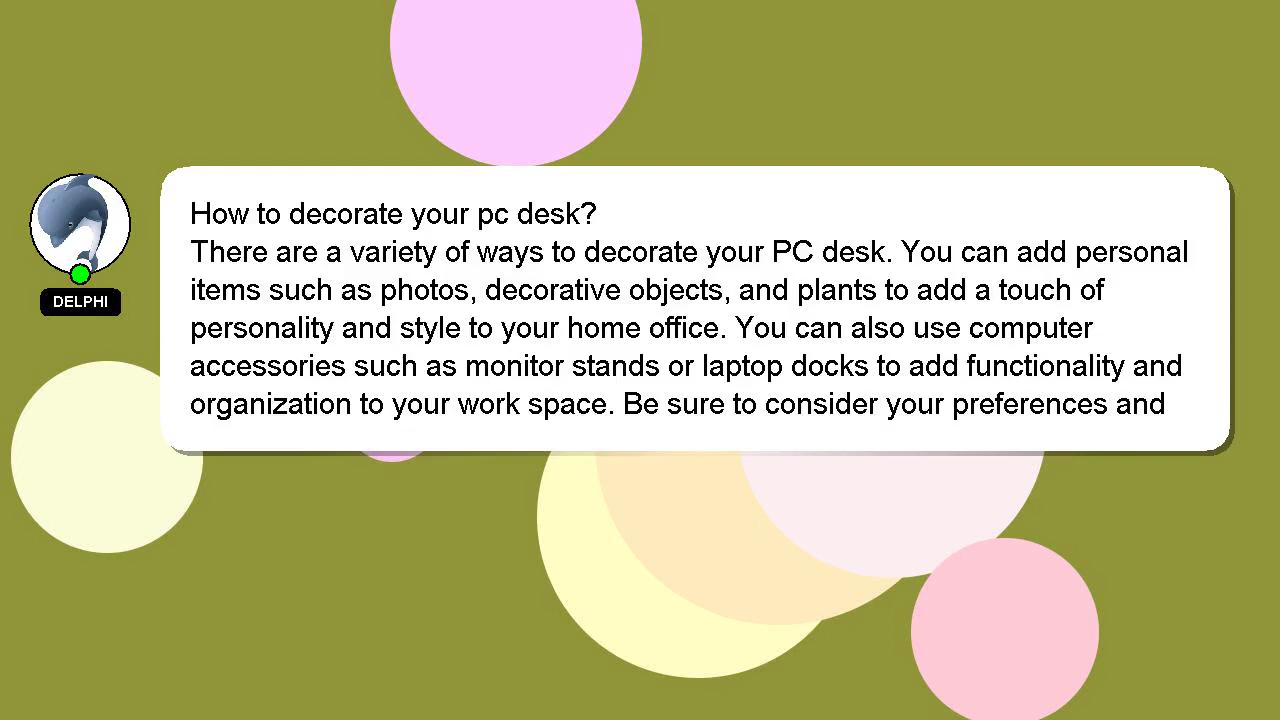 How to decorate your pc desk?
There are a variety of ways to decorate your PC desk. You can add personal
items such as photos, decorative objects, and plants to add a touch of
personality and style to your home office. You can also use computer
accessories such as monitor stands or laptop docks to add functionality and
organization to your work space. Be sure to consider your preferences and
DELPHI